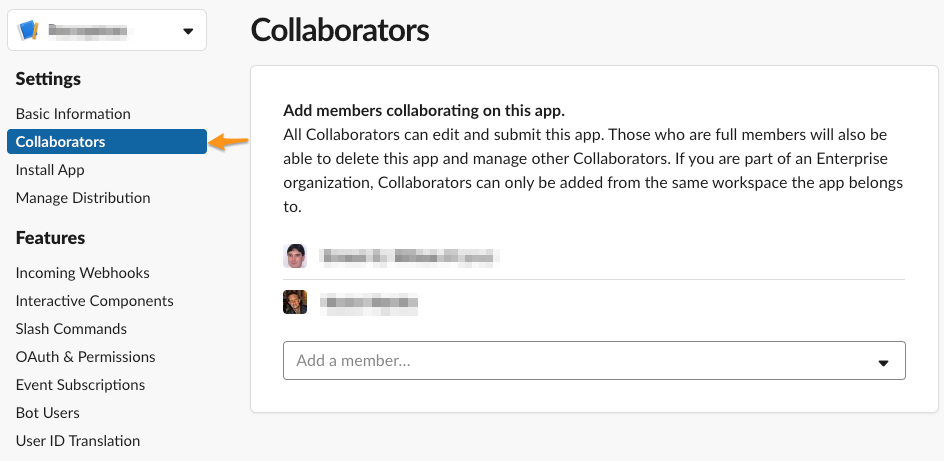 Collaborators
Settings
Basic Information
Collaborators
Install App
Manage Distribution
Features
Incoming Webhooks
Interactive Components
Slash Commands
OAuth & Permissions
Event Subscriptions
Bot Users
User ID Translation
Add members collaborating on this app.
All Collaborators can edit and submit this app. Those who are full members will also be
able to delete this app and manage other Collaborators. If you are part of an Enterprise
organization, Collaborators can only be added from the same workspace the app belongs
to.
Add a member...